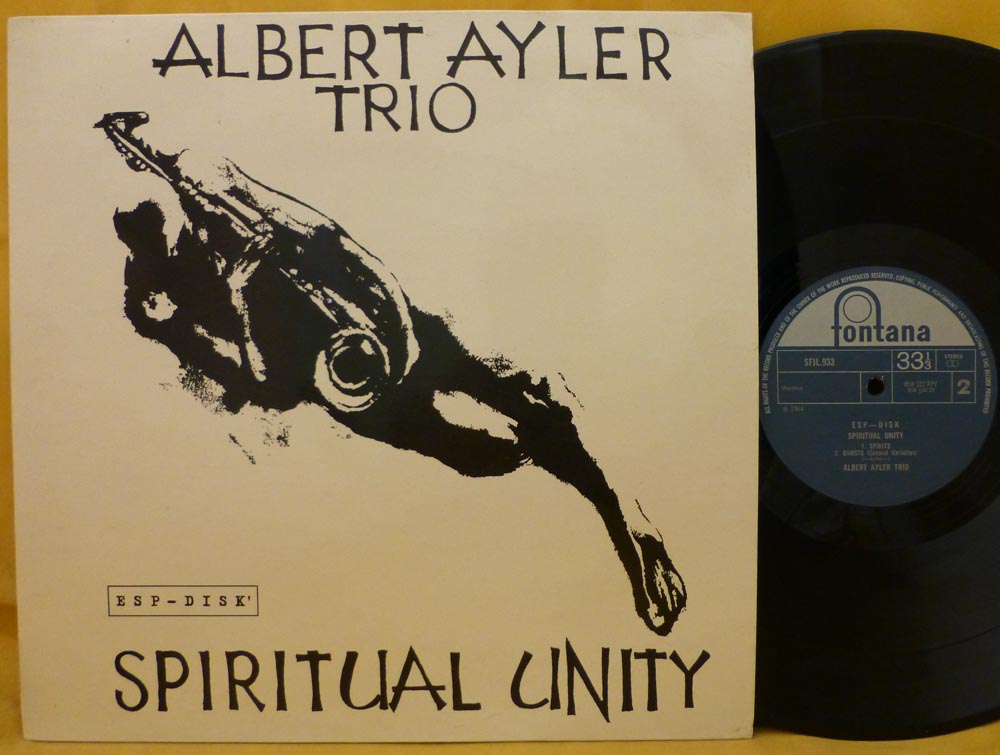 ALBERT AYLER
TRIO
ESP-DISK'
SPIRITUAL UNITY
fontana
SFJL.933
33⅓
STEREO
2
℗ 1964
ESP—DISK
SPIRITUAL UNITY
1. SPIRITS
2. GHOSTS (Second Variation)
ALBERT AYLER TRIO